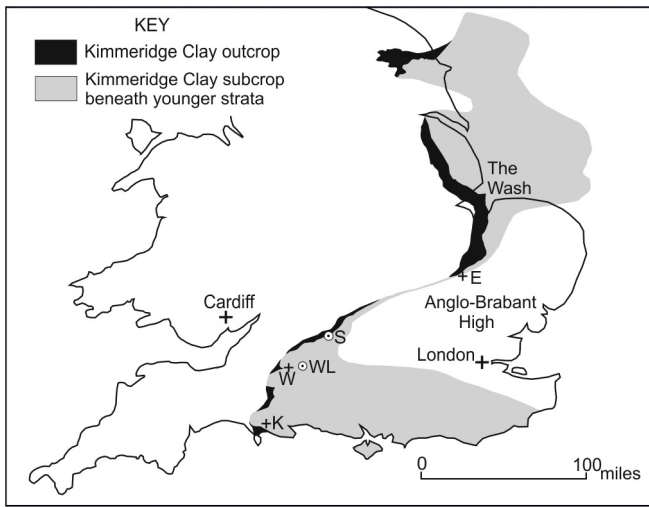 KEY
Kimmeridge Clay outcrop
Kimmeridge Clay subcrop
beneath younger strata
The
Wash
E
Cardiff
Anglo-Brabant
High
S
London
W
WL
K
0
100
miles